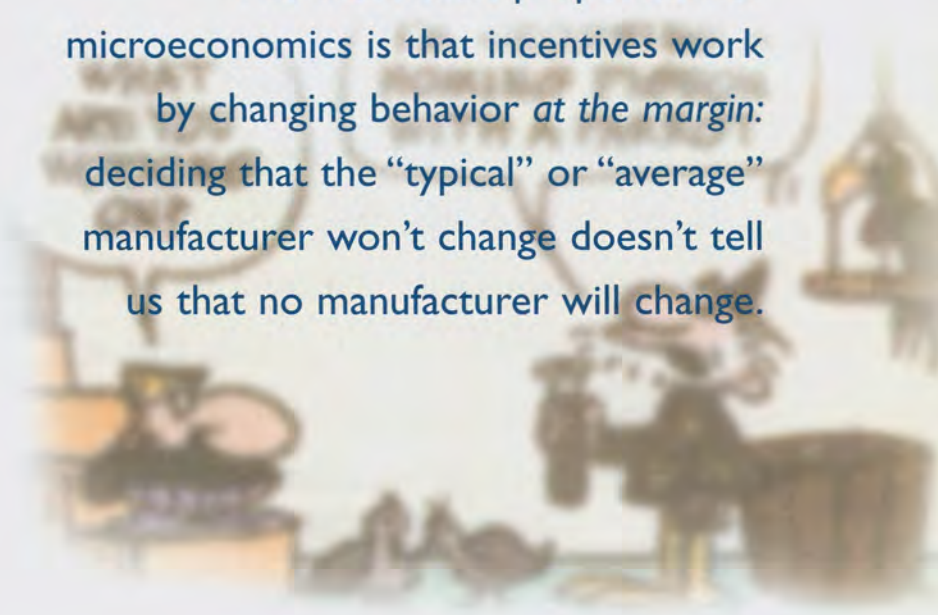 microeconomics is that incentives work
by changing behavior at the margin:
deciding that the “typical” or “average”
manufacturer won’t change doesn’t tell
us that no manufacturer will change.